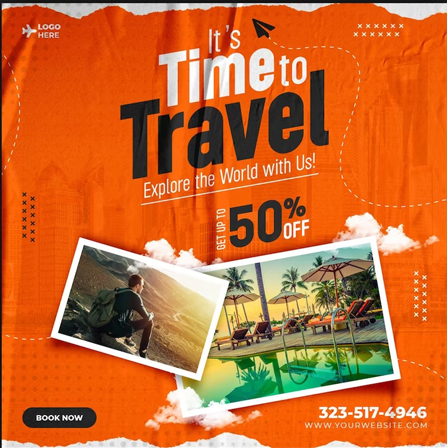 LOGO
HERE
It's
Time to
Travel
Explore the World with Us!
GET UP TO
50%
OFF
BOOK NOW
323-517-4946
WWW.YOURWEBSITE.COM